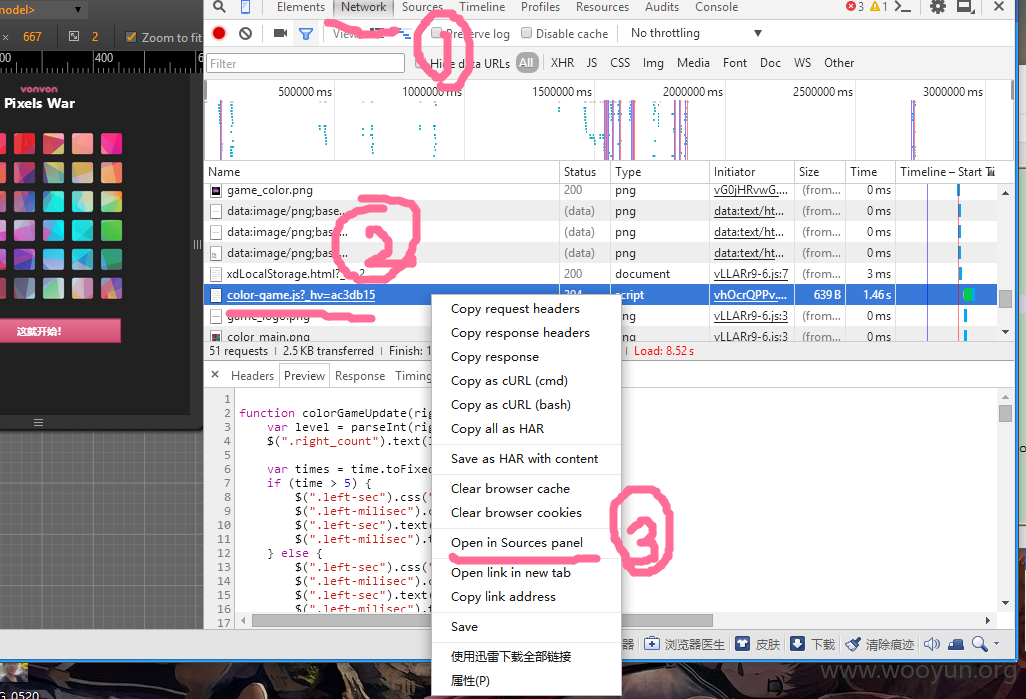 model> ▼
Elements Network Sources Timeline Profiles Resources Audits Console 3 1
× 667 2 Zoom to fit
View: Preserve log Disable cache No throttling ▼
400
Filter Hide data URLs All XHR JS CSS Img Media Font Doc WS Other
1
500000 ms 1000000 ms 1500000 ms 2000000 ms 2500000 ms 3000000 ms
vonvon
Pixels War
Name Status Type Initiator Size Time Timeline – Start Ti
game_color.png 200 png vG0jHRvwG.... (from... 0 ms
data:image/png;base... (data) png data:text/ht... (from... 0 ms
data:image/png;base... (data) png data:text/ht... (from... 0 ms
data:image/png;base... (data) png data:text/ht... (from... 0 ms
2
xdLocalStorage.html?_ 200 document vLLARr9-6.js:7 (from... 3 ms
color-game.js?_hv=ac3db15 304 script vhOcrQPPv.... 639 B 1.46 s
game_logo.png png vLLARr9-6.js:3 (from... 0 ms
color_main.png png vLLARr9-6.js:3 (from... 0 ms
这就开始!
51 requests | 2.5 KB transferred | Finish: 1 | Load: 8.52 s
× Headers Preview Response Timing
1
2 function colorGameUpdate(rig
3 var level = parseInt(rig
4 $(".right_count").text(l
5
6 var times = time.toFixed
7 if (time > 5) {
8 $(".left-sec").css("
9 $(".left-milisec").c
10 $(".left-sec").text(
11 $(".left-milisec").t
12 } else {
13 $(".left-sec").css("
14 $(".left-milisec").c
15 $(".left-sec").text(
16 $(".left-milisec").t
17
Copy request headers
Copy response headers
Copy response
Copy as cURL (cmd)
Copy as cURL (bash)
Copy all as HAR
Save as HAR with content
Clear browser cache
Clear browser cookies
Open in Sources panel
3
Open link in new tab
Copy link address
Save
使用迅雷下载全部链接
属性(P)
器 浏览器医生 皮肤 下载 清除痕迹
www.wooyun.org
G_0520